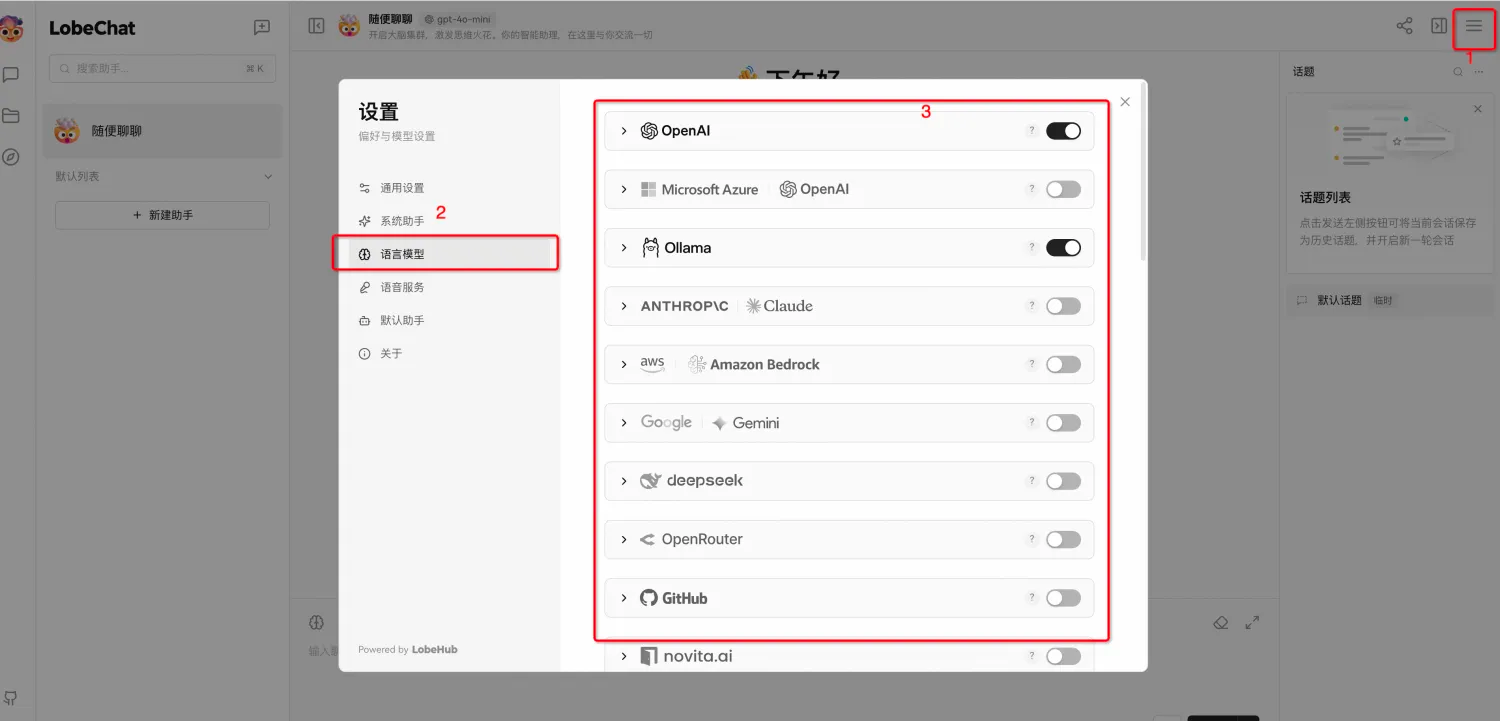 LobeChat
搜索助手...
⌘ K
随便聊聊
默认列表
+ 新建助手
随便聊聊 gpt-4o-mini
开启大脑集群，激发思维火花。你的智能助理，在这里与你交流一切
1
下午好
设置
偏好与模型设置
通用设置
系统助手
2
语言模型
语音服务
默认助手
关于
Powered by LobeHub
3
OpenAI ?
Microsoft Azure OpenAI ?
Ollama ?
ANTHROP\C Claude ?
aws Amazon Bedrock ?
Google Gemini ?
deepseek ?
OpenRouter ?
GitHub ?
novita.ai ?
输入
话题
话题列表
点击发送左侧按钮可将当前会话保存
为历史话题，并开启新一轮会话
默认话题 临时